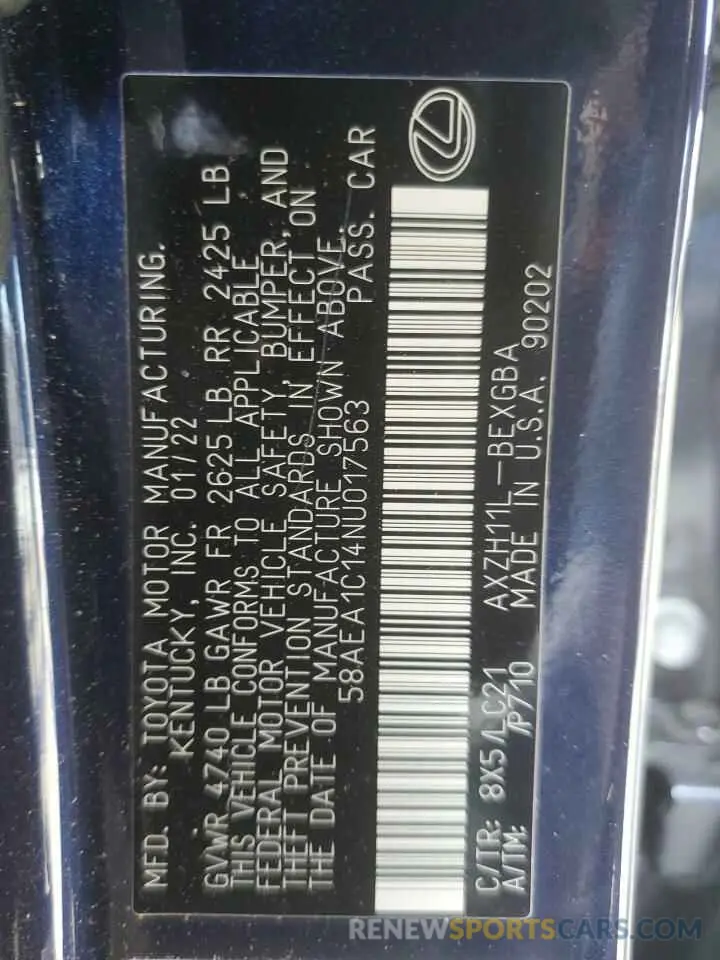 MFD. BY: TOYOTA MOTOR MANUFACTURING.
KENTUCKY, INC. 01/22
GVWR 4740 LB GAWR FR 2625 LB RR 2425 LB
THIS VEHICLE CONFORMS TO ALL APPLICABLE
FEDERAL MOTOR VEHICLE SAFETY, BUMPER, AND
THEFT PREVENTION STANDARDS IN EFFECT ON
THE DATE OF MANUFACTURE SHOWN ABOVE.
58AEA1C14NU017563 PASS. CAR
C/TR: 8X5/LC21 AXZH11L-BEXGBA
A/TM: /P710 MADE IN U.S.A. 90202
RENEWSPORTSCARS.COM